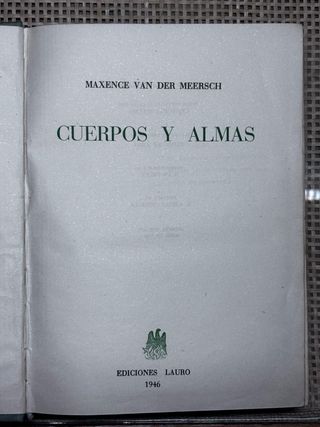 MAXENCE VAN DER MEERSCH
CUERPOS Y ALMAS
EDICIONES LAURO
1946